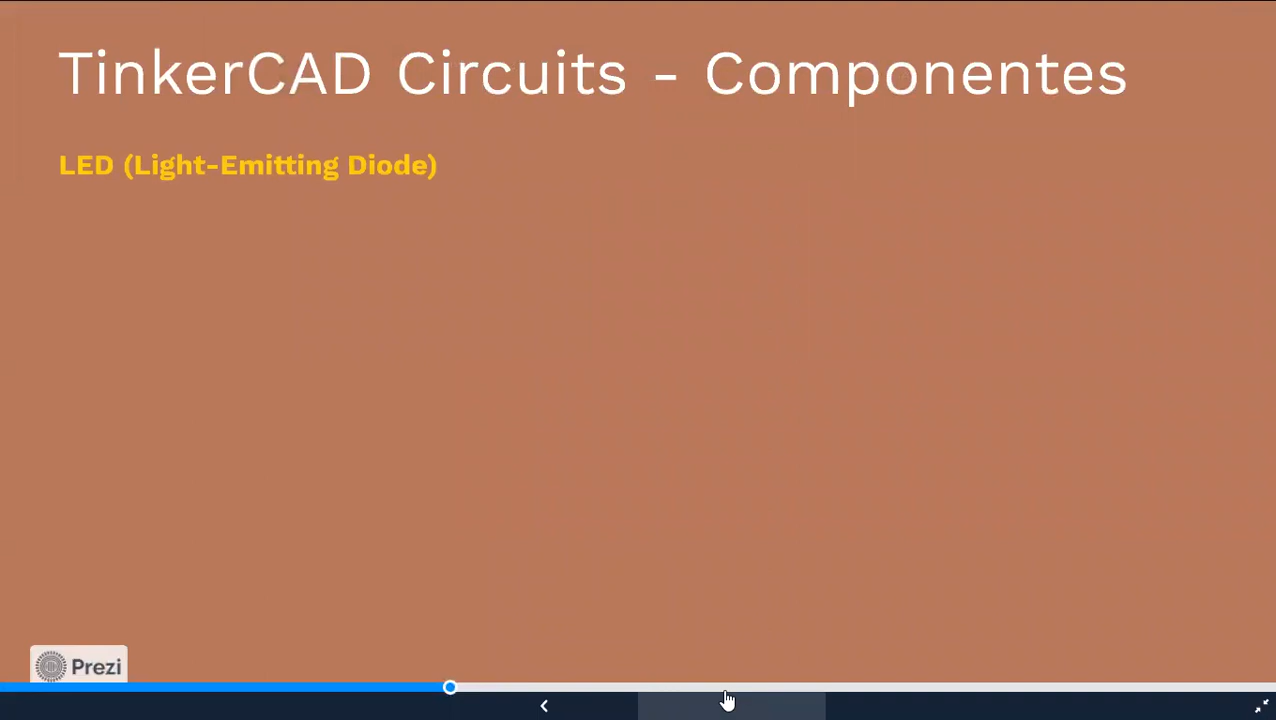 TinkerCAD Circuits - Componentes
LED (Light-Emitting Diode)
Prezi